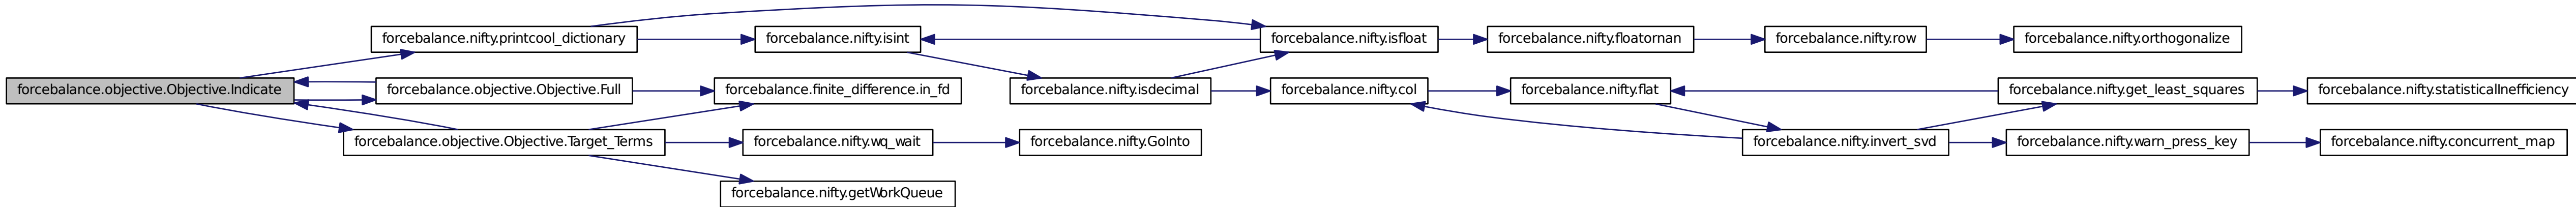 forcebalance.objective.Objective.Indicate
forcebalance.nifty.printcool_dictionary
forcebalance.objective.Objective.Full
forcebalance.objective.Objective.Target_Terms
forcebalance.nifty.isint
forcebalance.finite_difference.in_fd
forcebalance.nifty.wq_wait
forcebalance.nifty.getWorkQueue
forcebalance.nifty.isdecimal
forcebalance.nifty.GoInto
forcebalance.nifty.isfloat
forcebalance.nifty.col
forcebalance.nifty.floatornan
forcebalance.nifty.flat
forcebalance.nifty.row
forcebalance.nifty.invert_svd
forcebalance.nifty.orthogonalize
forcebalance.nifty.get_least_squares
forcebalance.nifty.warn_press_key
forcebalance.nifty.statisticalInefficiency
forcebalance.nifty.concurrent_map